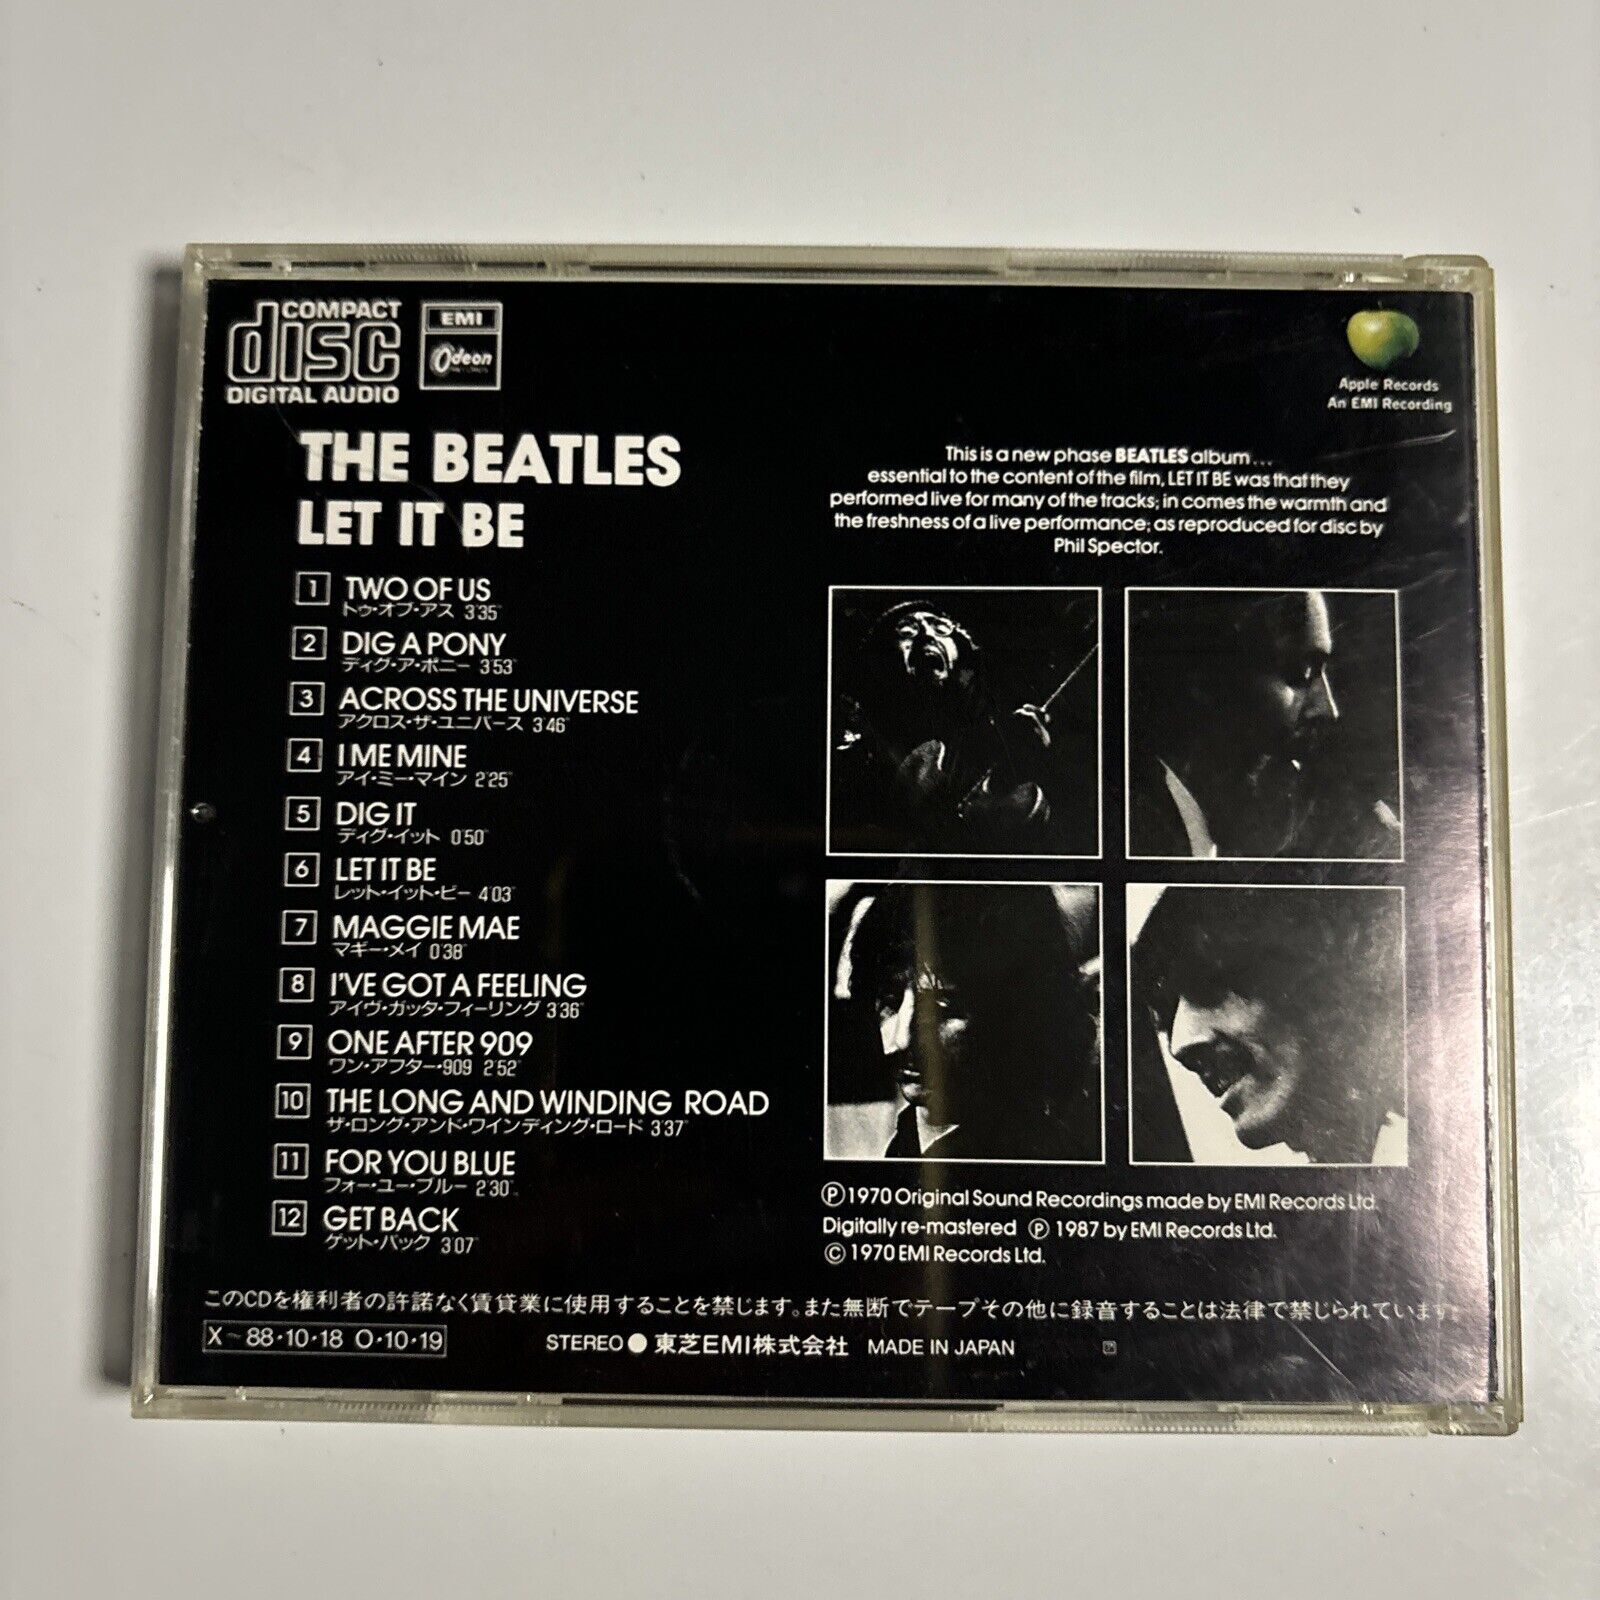 COMPACT
disc
DIGITAL AUDIO
EMI
Odeon
Apple Records
An EMI Recording
THE BEATLES
LET IT BE
1 TWO OF US
トゥ・オブ・アス 3'35"
2 DIG A PONY
ディグ・ア・ポニー 3'53"
3 ACROSS THE UNIVERSE
アクロス・ザ・ユニバース 3'46"
4 I ME MINE
アイ・ミー・マイン 2'25"
5 DIG IT
ディグ・イット 0'50"
6 LET IT BE
レット・イット・ビー 4'03"
7 MAGGIE MAE
マギー・メイ 0'38"
8 I'VE GOT A FEELING
アイヴ・ガッタ・フィーリング 3'36"
9 ONE AFTER 909
ワン・アフター・909 2'52"
10 THE LONG AND WINDING ROAD
ザ・ロング・アンド・ワインディング・ロード 3'37"
11 FOR YOU BLUE
フォー・ユー・ブルー 2'30"
12 GET BACK
ゲット・バック 3'07"
This is a new phase BEATLES album...
essential to the content of the film, LET IT BE was that they
performed live for many of the tracks; in comes the warmth and
the freshness of a live performance; as reproduced for disc by
Phil Spector.
Ⓟ 1970 Original Sound Recordings made by EMI Records Ltd.
Digitally re-mastered Ⓟ 1987 by EMI Records Ltd.
© 1970 EMI Records Ltd.
このCDを権利者の許諾なく賃貸業に使用することを禁じます。また無断でテープその他に録音することは法律で禁じられています。
X-88・10・18 O・10・19
STEREO ● 東芝EMI株式会社 MADE IN JAPAN